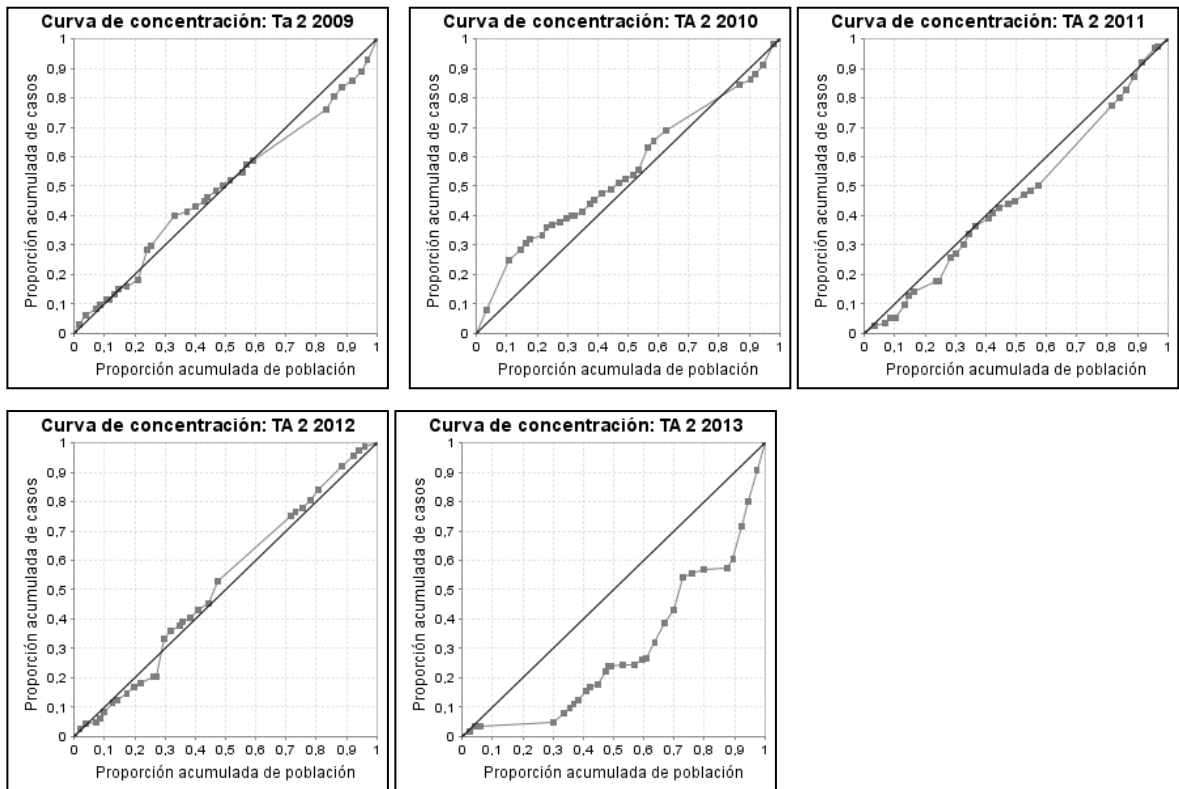 Curva de concentración: Ta 2 2009
Proporción acumulada de casos
1
0,9
0,8
0,7
0,6
0,5
0,4
0,3
0,2
0,1
0
0 0,1 0,2 0,3 0,4 0,5 0,6 0,7 0,8 0,9 1
Proporción acumulada de población
Curva de concentración: TA 2 2010
Proporción acumulada de casos
1
0,9
0,8
0,7
0,6
0,5
0,4
0,3
0,2
0,1
0
0 0,1 0,2 0,3 0,4 0,5 0,6 0,7 0,8 0,9 1
Proporción acumulada de población
Curva de concentración: TA 2 2011
Proporción acumulada de casos
1
0,9
0,8
0,7
0,6
0,5
0,4
0,3
0,2
0,1
0
0 0,1 0,2 0,3 0,4 0,5 0,6 0,7 0,8 0,9 1
Proporción acumulada de población
Curva de concentración: TA 2 2012
Proporción acumulada de casos
1
0,9
0,8
0,7
0,6
0,5
0,4
0,3
0,2
0,1
0
0 0,1 0,2 0,3 0,4 0,5 0,6 0,7 0,8 0,9 1
Proporción acumulada de población
Curva de concentración: TA 2 2013
Proporción acumulada de casos
1
0,9
0,8
0,7
0,6
0,5
0,4
0,3
0,2
0,1
0
0 0,1 0,2 0,3 0,4 0,5 0,6 0,7 0,8 0,9 1
Proporción acumulada de población